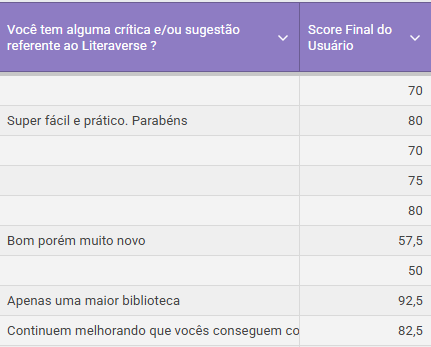 Você tem alguma crítica e/ou sugestão
referente ao Literaverse ?
Score Final do
Usuário
70
Super fácil e prático. Parabéns 80
70
75
80
Bom porém muito novo 57,5
50
Apenas uma maior biblioteca 92,5
Continuem melhorando que vocês conseguem co 82,5